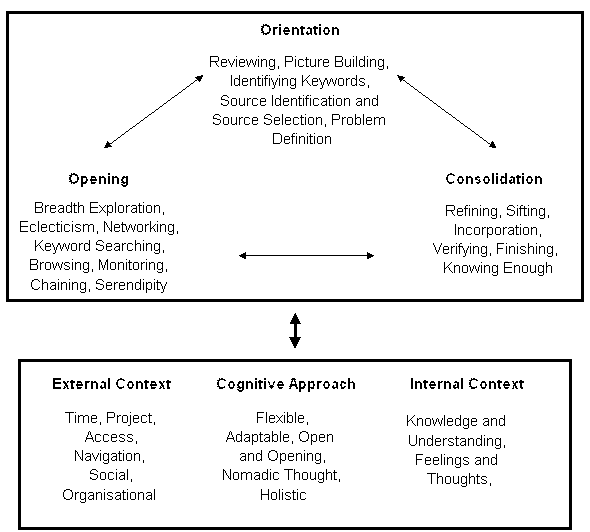 Orientation
Reviewing, Picture Building,
Identifiying Keywords,
Source Identification and
Source Selection, Problem
Definition
Opening
Breadth Exploration,
Eclecticism, Networking,
Keyword Searching,
Browsing, Monitoring,
Chaining, Serendipity
Consolidation
Refining, Sifting,
Incorporation,
Verifying, Finishing,
Knowing Enough
External Context
Time, Project,
Access,
Navigation,
Social,
Organisational
Cognitive Approach
Flexible,
Adaptable, Open
and Opening,
Nomadic Thought,
Holistic
Internal Context
Knowledge and
Understanding,
Feelings and
Thoughts,